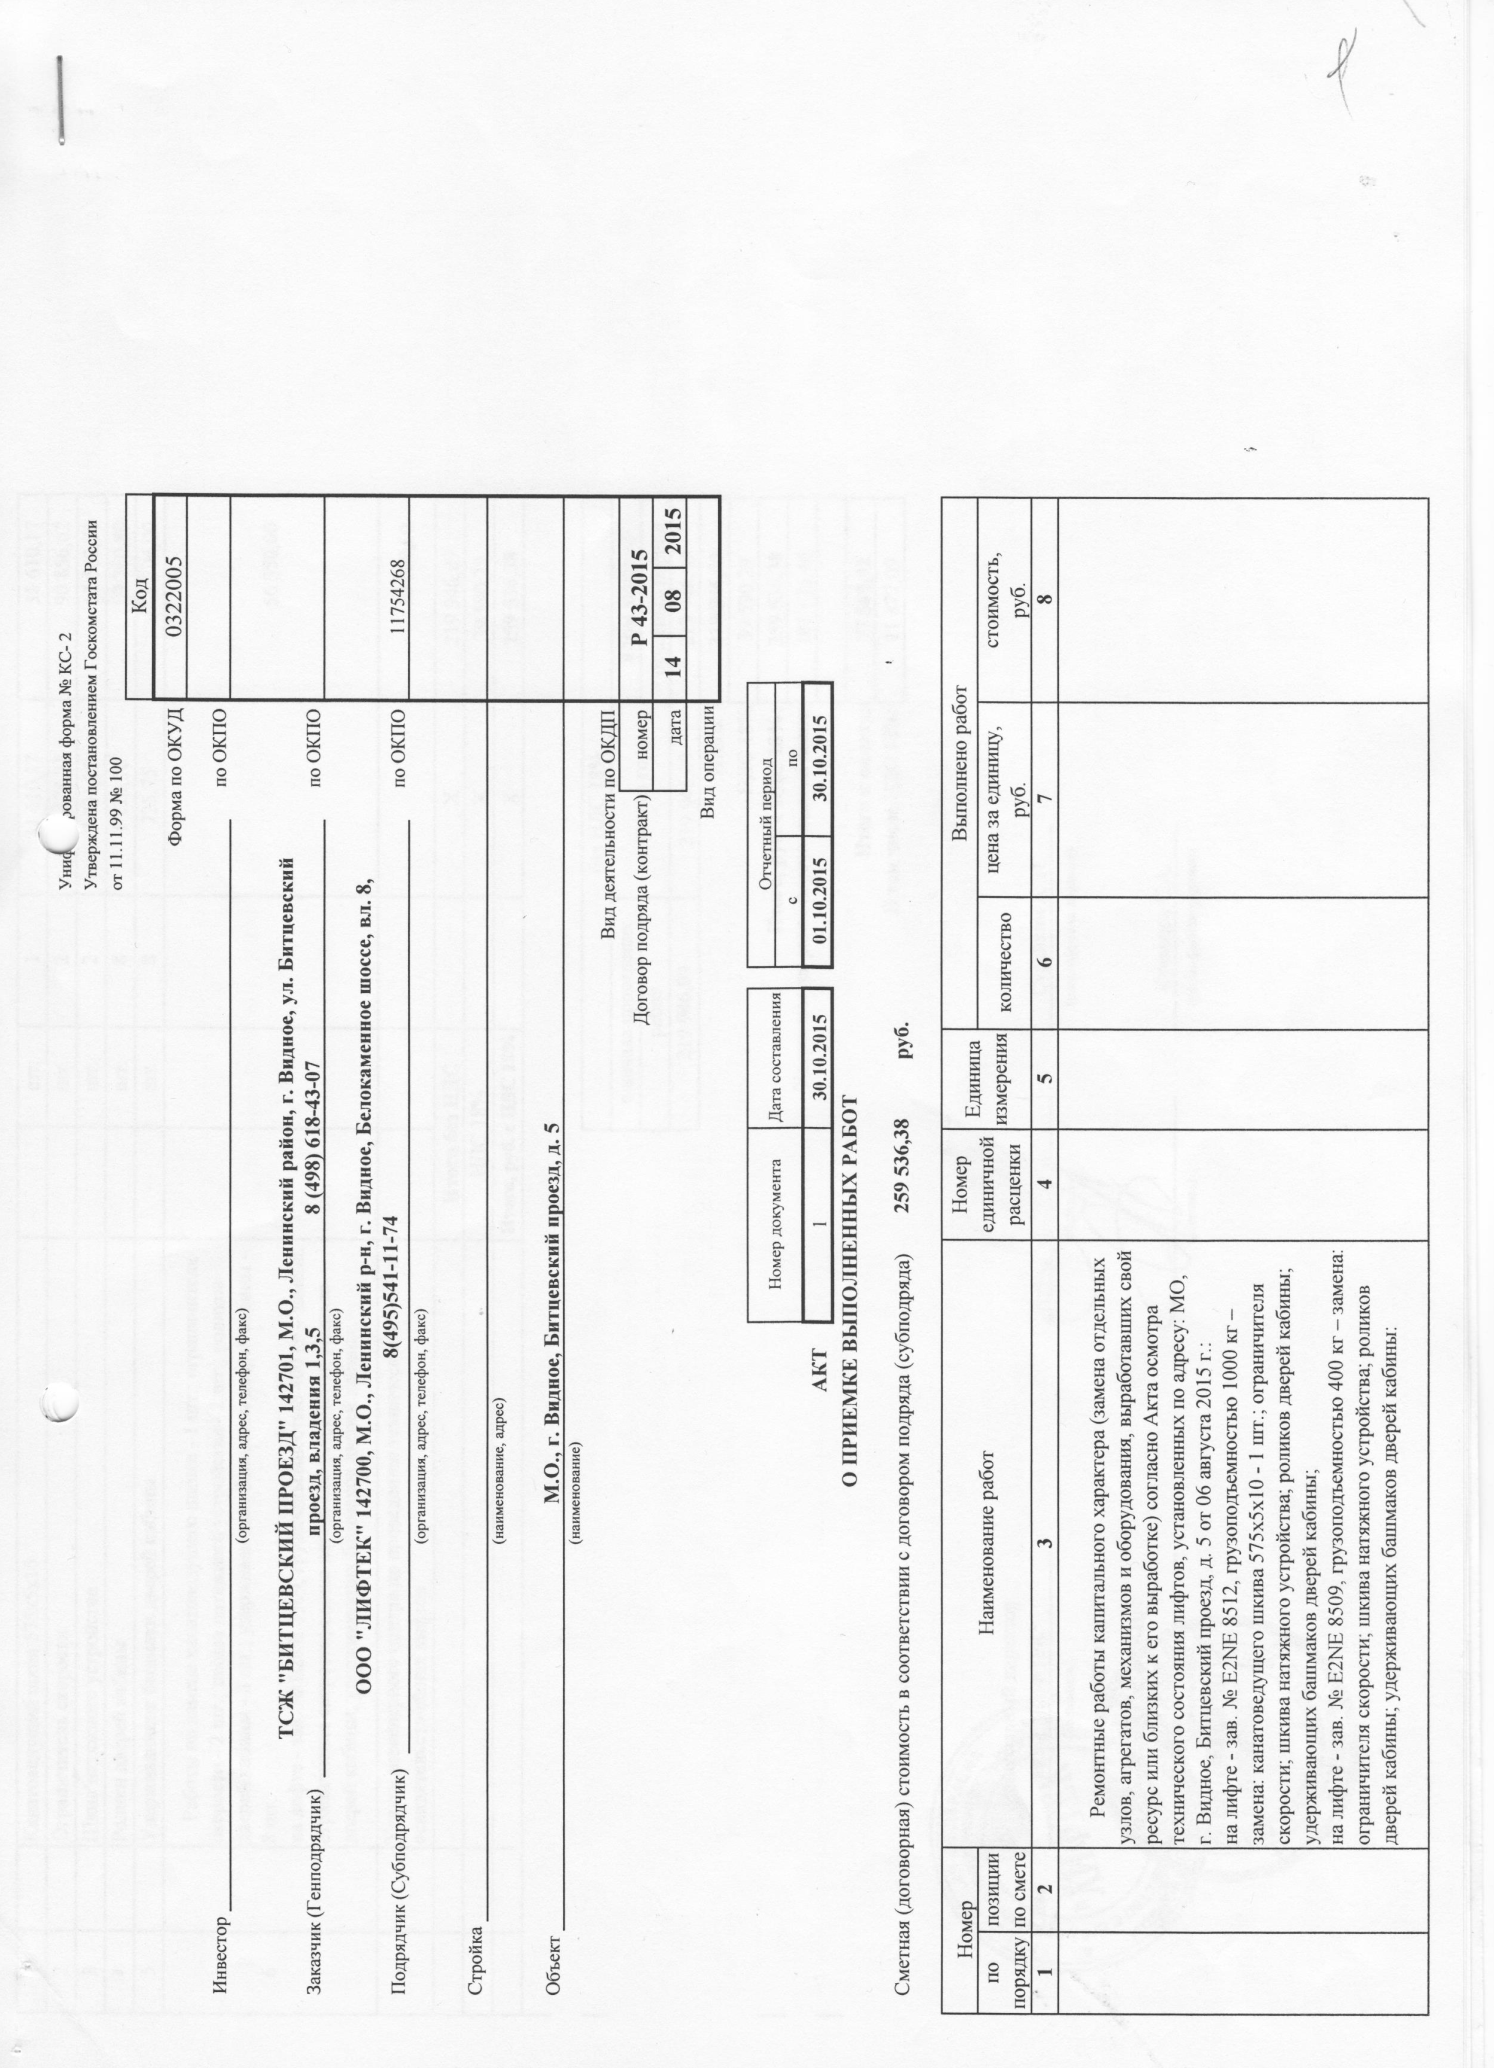 Унифицированная форма № КС- 2
Утверждена постановлением Госкомстата России
от 11.11.99 № 100
Код
Форма по ОКУД 0322005
Инвестор по ОКПО
(организация, адрес, телефон, факс)
ТСЖ "БИТЦЕВСКИЙ ПРОЕЗД" 142701, М.О., Ленинский район, г. Видное, ул. Битцевский
Заказчик (Генподрядчик) проезд, владения 1,3,5 8 (498) 618-43-07 по ОКПО
(организация, адрес, телефон, факс)
ООО "ЛИФТЕК" 142700, М.О., Ленинский р-н, г. Видное, Белокаменное шоссе, вл. 8,
Подрядчик (Субподрядчик) 8(495)541-11-74 по ОКПО 11754268
(организация, адрес, телефон, факс)
Стройка
(наименование, адрес)
Объект М.О., г. Видное, Битцевский проезд, д. 5
(наименование)
Вид деятельности по ОКДП
Договор подряда (контракт) номер Р 43-2015
дата 14 08 2015
Вид операции
Номер документа Дата составления Отчетный период
с по
АКТ 1 30.10.2015 01.10.2015 30.10.2015
О ПРИЕМКЕ ВЫПОЛНЕННЫХ РАБОТ
Сметная (договорная) стоимость в соответствии с договором подряда (субподряда) 259 536,38 руб.
Номер Наименование работ Номер единичной расценки Единица измерения Выполнено работ
по порядку позиции по смете количество цена за единицу, руб. стоимость, руб.
1 2 3 4 5 6 7 8
Ремонтные работы капитального характера (замена отдельных
узлов, агрегатов, механизмов и оборудования, выработавших свой
ресурс или близких к его выработке) согласно Акта осмотра
технического состояния лифтов, установленных по адресу: МО,
г. Видное, Битцевский проезд, д. 5 от 06 августа 2015 г.:
на лифте - зав. № E2NE 8512, грузоподъемностью 1000 кг –
замена: канатоведущего шкива 575х5х10 - 1 шт.; ограничителя
скорости; шкива натяжного устройства; роликов дверей кабины;
удерживающих башмаков дверей кабины;
на лифте - зав. № E2NE 8509, грузоподъемностью 400 кг – замена:
ограничителя скорости; шкива натяжного устройства; роликов
дверей кабины; удерживающих башмаков дверей кабины: